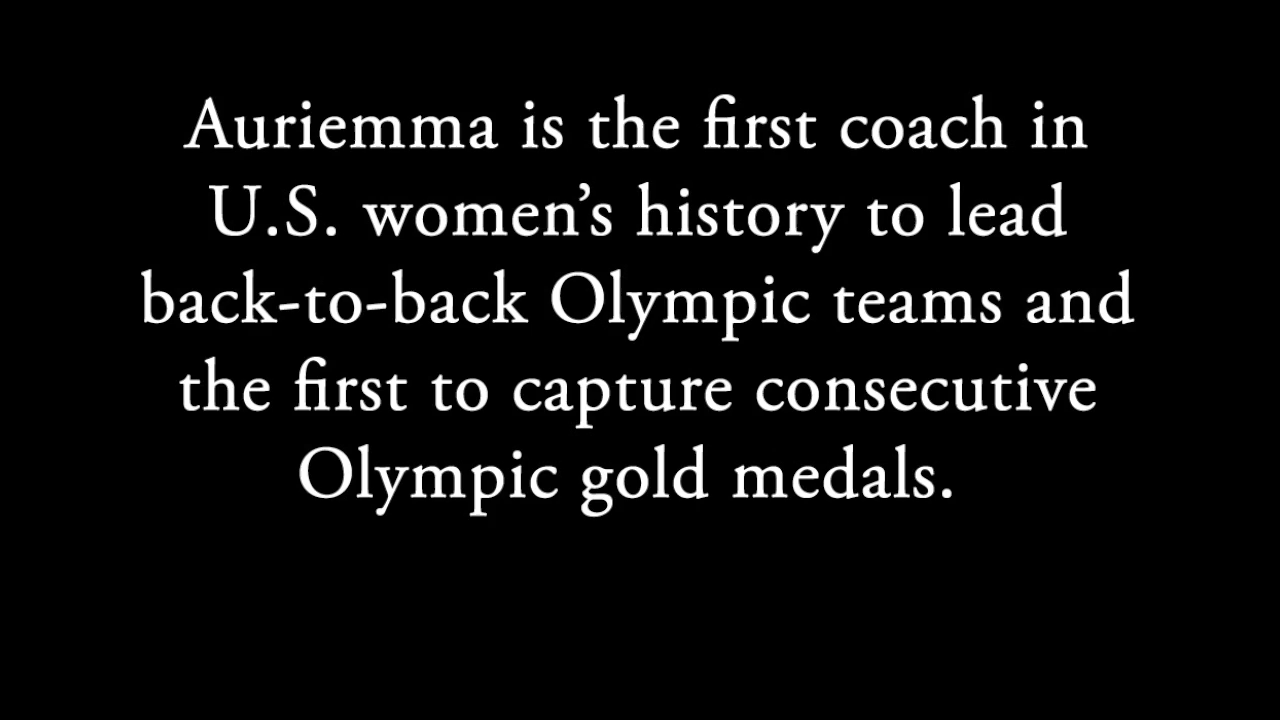 Auriemma is the first coach in
U.S. women’s history to lead
back-to-back Olympic teams and
the first to capture consecutive
Olympic gold medals.